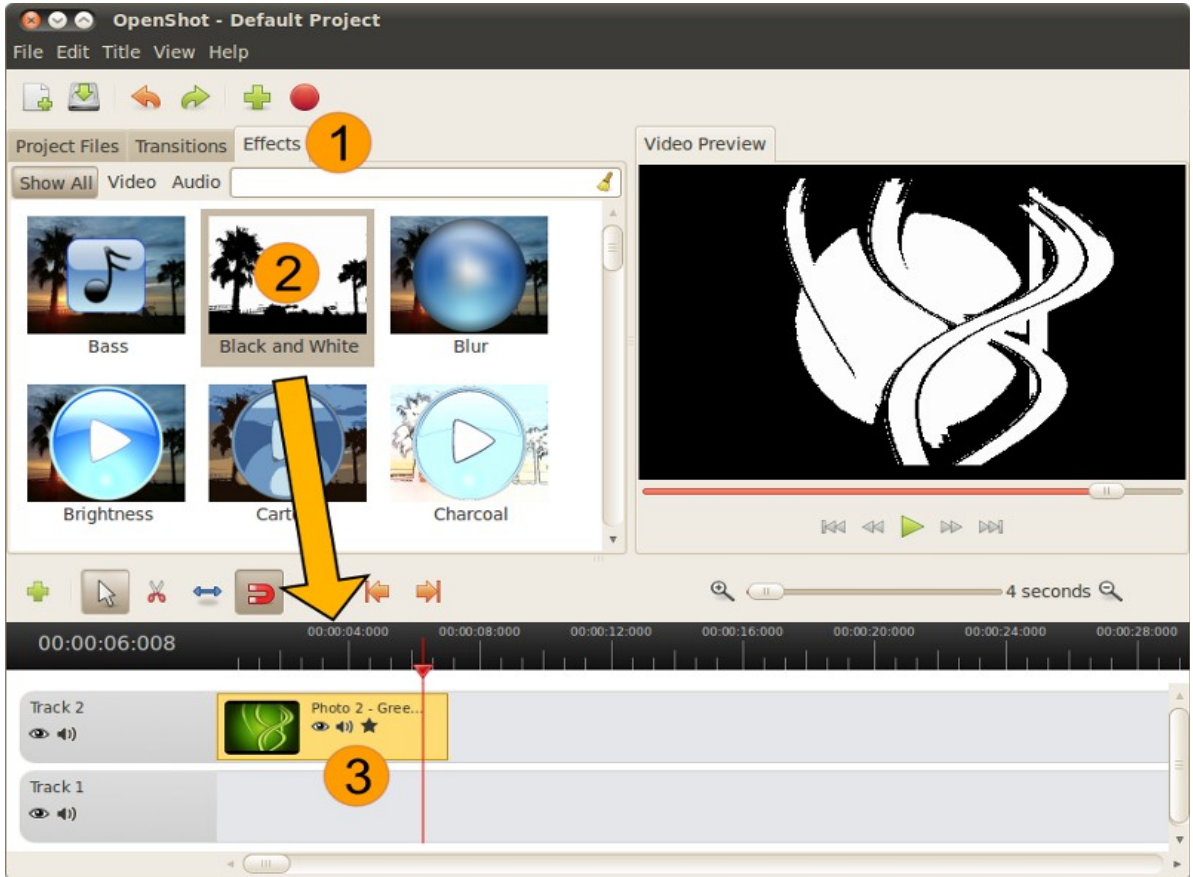 OpenShot - Default Project
File Edit Title View Help
Project Files Transitions Effects 1
Video Preview
Show All Video Audio
2
Bass Black and White Blur
Brightness Charcoal
4 seconds
00:00:06:008
00:00:04:000 00:00:08:000 00:00:12:000 00:00:16:000 00:00:20:000 00:00:24:000 00:00:28:000
Track 2
Photo 2 - Gree...
3
Track 1